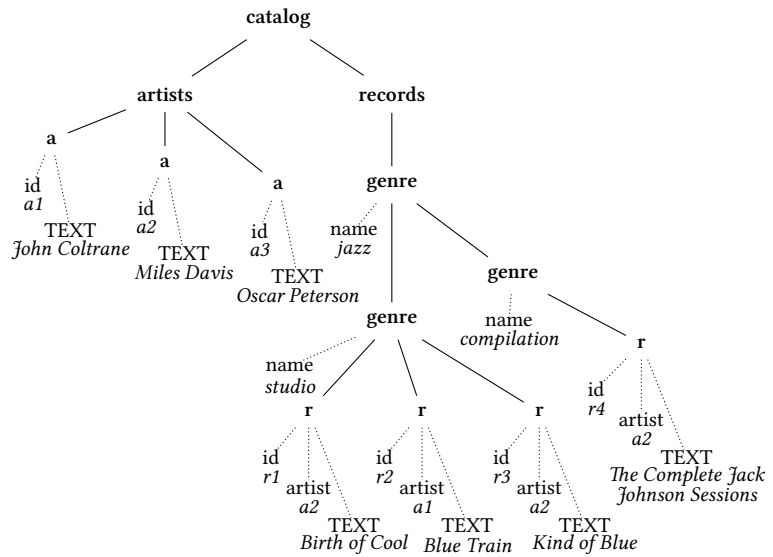 catalog
artists
records
a
a
a
genre
id
a1
TEXT
John Coltrane
id
a2
TEXT
Miles Davis
id
a3
TEXT
Oscar Peterson
name
jazz
genre
name
compilation
genre
name
studio
r
id
r4
artist
a2
TEXT
The Complete Jack
Johnson Sessions
r
r
r
id
r1
artist
a2
TEXT
Birth of Cool
id
r2
artist
a1
TEXT
Blue Train
id
r3
artist
a2
TEXT
Kind of Blue